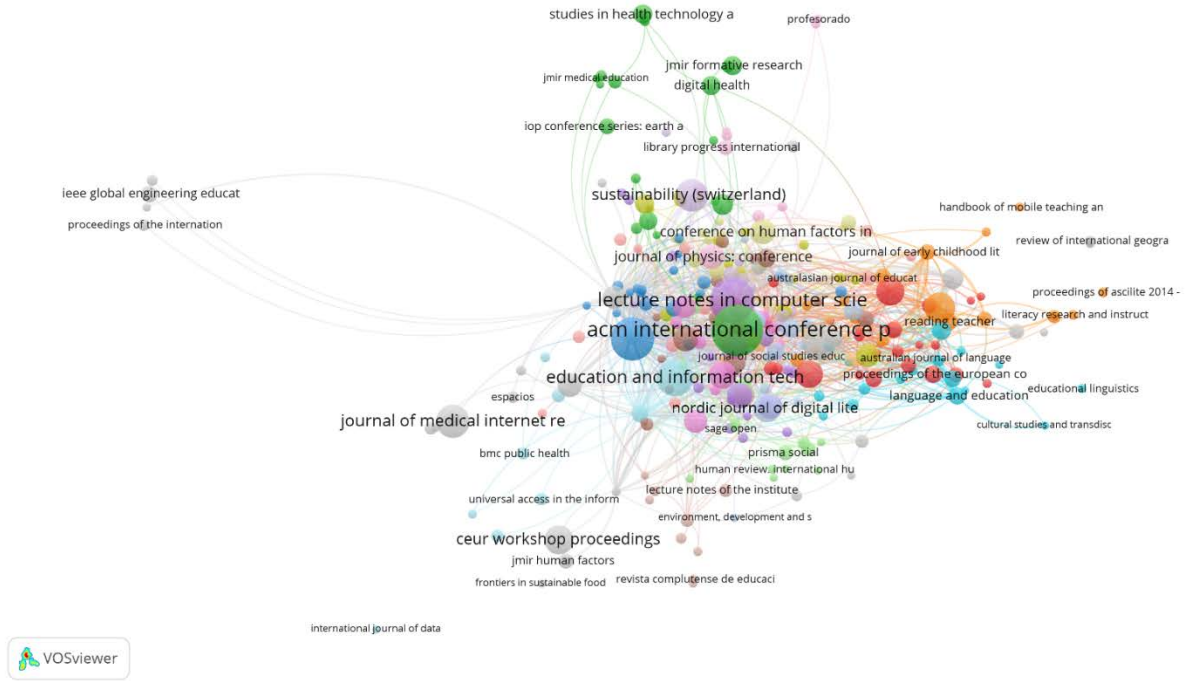 studies in health technology a
profesorado
jmir formative research
jmir medical education
digital health
iop conference series: earth a
library progress international
ieee global engineering educat
sustainability (switzerland)
handbook of mobile teaching an
proceedings of the internation
conference on human factors in
review of international geogra
journal of early childhood lit
journal of physics: conference
australasian journal of educat
proceedings of ascilite 2014 -
lecture notes in computer scie
literacy research and instruct
reading teacher
acm international conference p
journal of social studies educ
australian journal of language
proceedings of the european co
education and information tech
educational linguistics
language and education
espacios
nordic journal of digital lite
journal of medical internet re
cultural studies and transdisc
sage open
bmc public health
prisma social
human review. international hu
lecture notes of the institute
universal access in the inform
environment, development and s
ceur workshop proceedings
jmir human factors
revista complutense de educaci
frontiers in sustainable food
international journal of data
VOSviewer